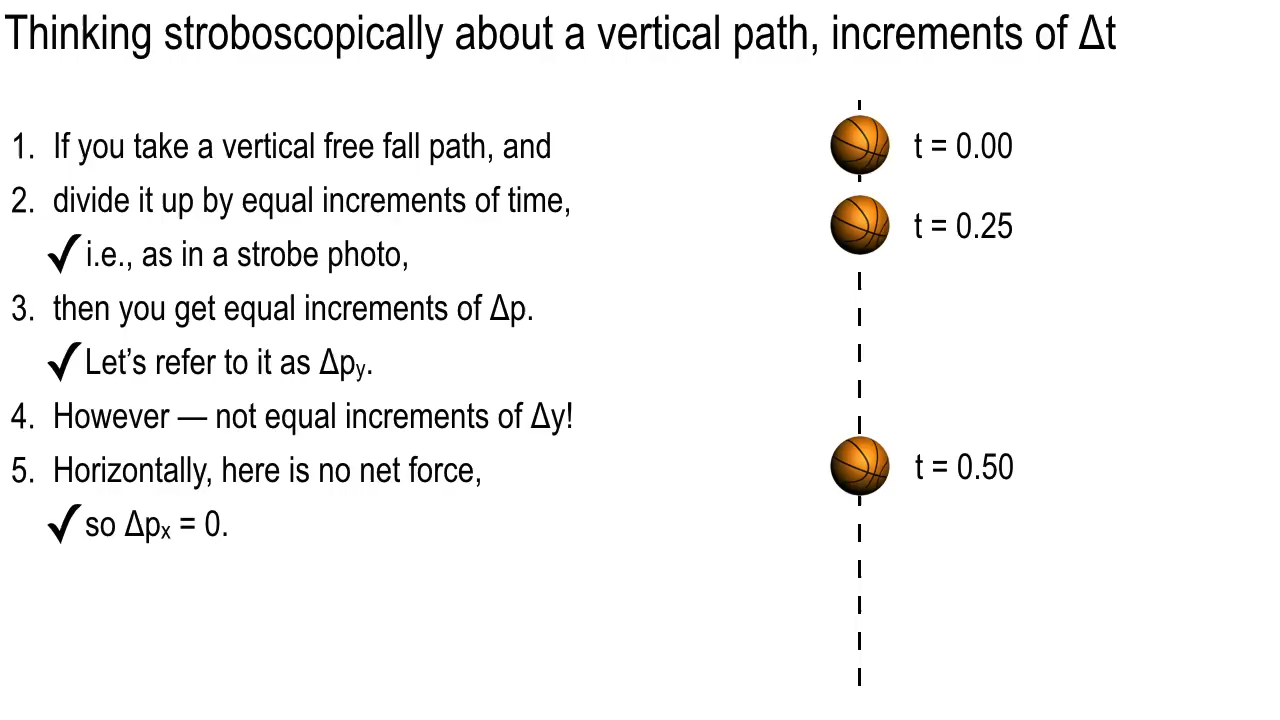 Thinking stroboscopically about a vertical path, increments of Δt
1. If you take a vertical free fall path, and
2. divide it up by equal increments of time,
✓ i.e., as in a strobe photo,
3. then you get equal increments of Δp.
✓ Let’s refer to it as Δpy.
4. However — not equal increments of Δy!
5. Horizontally, here is no net force,
✓ so Δpx = 0.
t = 0.00
t = 0.25
t = 0.50